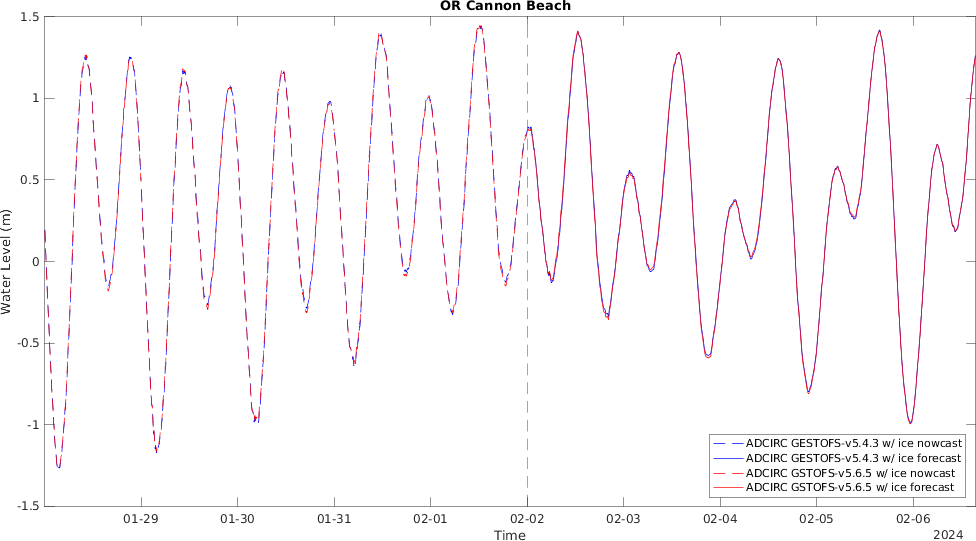 OR Cannon Beach
1.5
1
0.5
0
-0.5
-1
-1.5
Water Level (m)
01-29 01-30 01-31 02-01 02-02 02-03 02-04 02-05 02-06
Time
2024
ADCIRC GESTOFS-v5.4.3 w/ ice nowcast
ADCIRC GESTOFS-v5.4.3 w/ ice forecast
ADCIRC GSTOFS-v5.6.5 w/ ice nowcast
ADCIRC GSTOFS-v5.6.5 w/ ice forecast